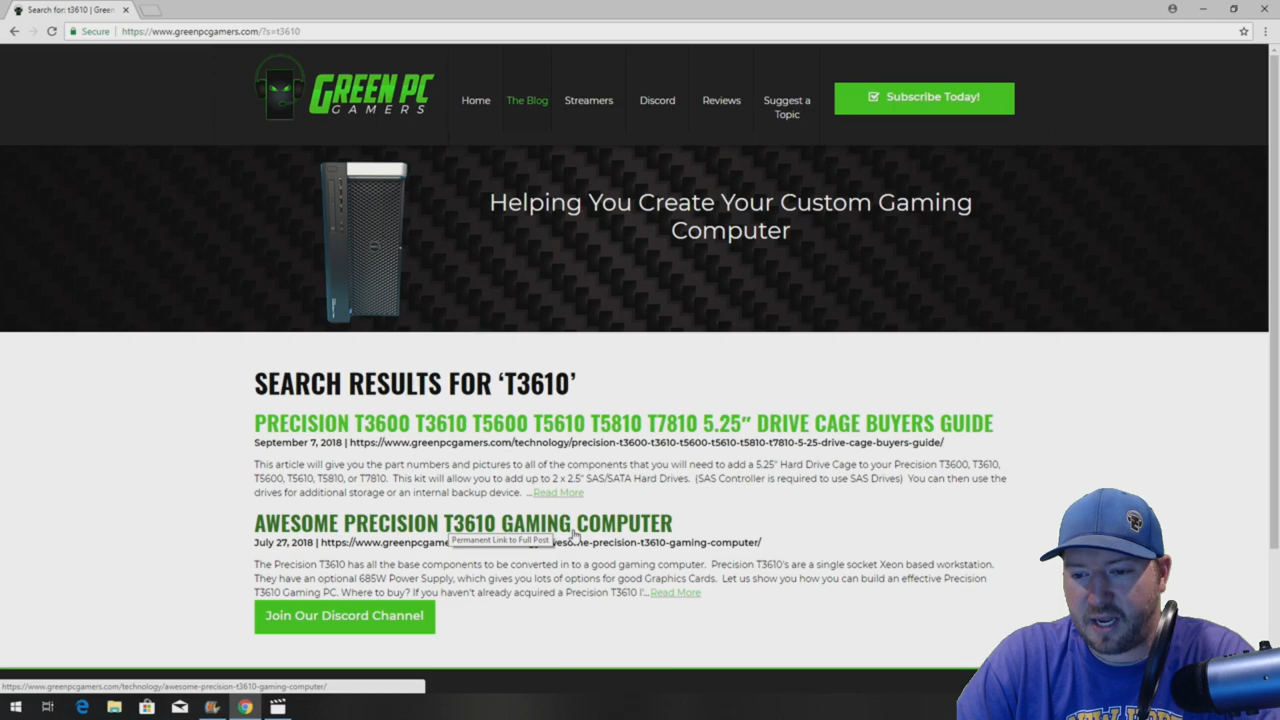 Search for: t3610 | Green
Secure
https://www.greenpcgamers.com/?s=t3610
GREEN PC
GAMERS
Home
The Blog
Streamers
Discord
Reviews
Suggest a
Topic
Subscribe Today!
Helping You Create Your Custom Gaming
Computer
SEARCH RESULTS FOR ‘T3610’
PRECISION T3600 T3610 T5600 T5610 T5810 T7810 5.25″ DRIVE CAGE BUYERS GUIDE
September 7, 2018 | https://www.greenpcgamers.com/technology/precision-t3600-t3610-t5600-t5610-t5810-t7810-5-25-drive-cage-buyers-guide/
This article will give you the part numbers and pictures to all of the components that you will need to add a 5.25" Hard Drive Cage to your Precision T3600, T3610,
T5600, T5610, T5810, or T7810. This kit will allow you to add up to 2 x 2.5" SAS/SATA Hard Drives. (SAS Controller is required to use SAS Drives) You can then use the
drives for additional storage or an internal backup device. ...Read More
AWESOME PRECISION T3610 GAMING COMPUTER
Permanent Link to Full Post
July 27, 2018 | https://www.greenpcgame awesome-precision-t3610-gaming-computer/
The Precision T3610 has all the base components to be converted in to a good gaming computer. Precision T3610's are a single socket Xeon based workstation.
They have an optional 685W Power Supply, which gives you lots of options for good Graphics Cards. Let us show you how you can build an effective Precision
T3610 Gaming PC. Where to buy? If you haven't already acquired a Precision T3610 I'...Read More
Join Our Discord Channel
https://www.greenpcgamers.com/technology/awesome-precision-t3610-gaming-computer/